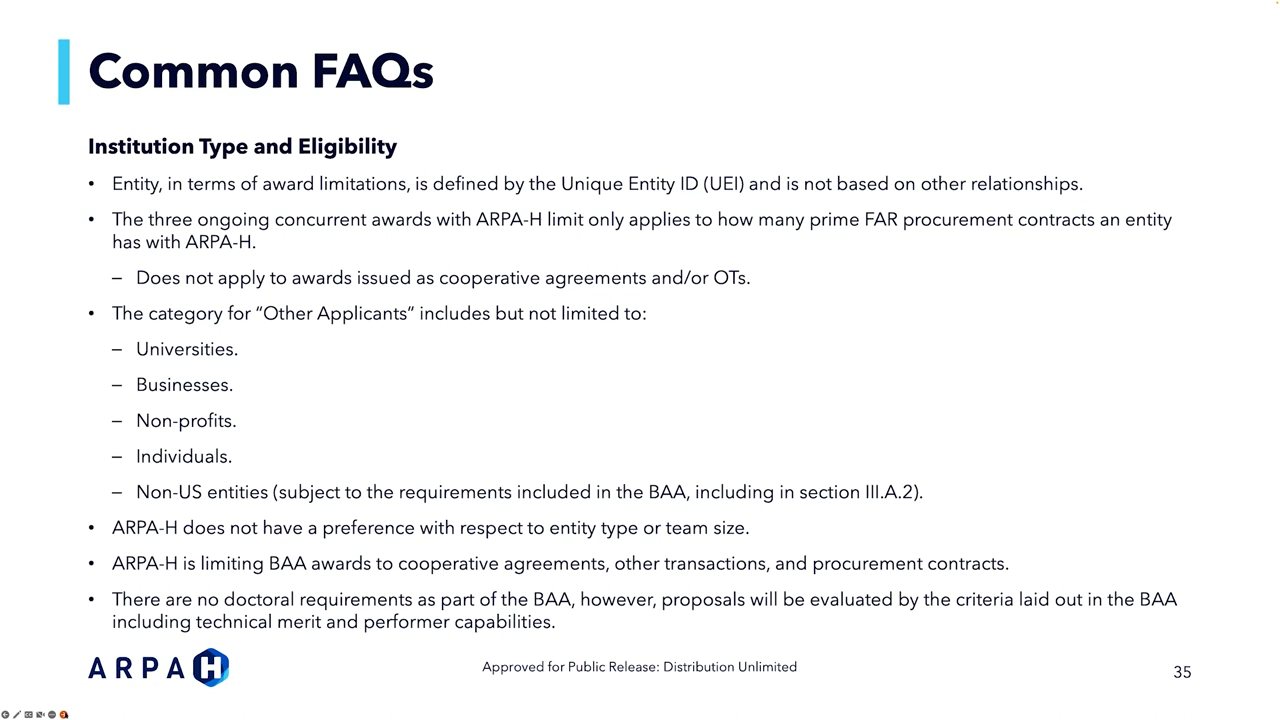 Common FAQs
Institution Type and Eligibility
• Entity, in terms of award limitations, is defined by the Unique Entity ID (UEI) and is not based on other relationships.
• The three ongoing concurrent awards with ARPA-H limit only applies to how many prime FAR procurement contracts an entity
has with ARPA-H.
– Does not apply to awards issued as cooperative agreements and/or OTs.
• The category for “Other Applicants” includes but not limited to:
– Universities.
– Businesses.
– Non-profits.
– Individuals.
– Non-US entities (subject to the requirements included in the BAA, including in section III.A.2).
• ARPA-H does not have a preference with respect to entity type or team size.
• ARPA-H is limiting BAA awards to cooperative agreements, other transactions, and procurement contracts.
• There are no doctoral requirements as part of the BAA, however, proposals will be evaluated by the criteria laid out in the BAA
including technical merit and performer capabilities.
ARPA H
Approved for Public Release: Distribution Unlimited
35